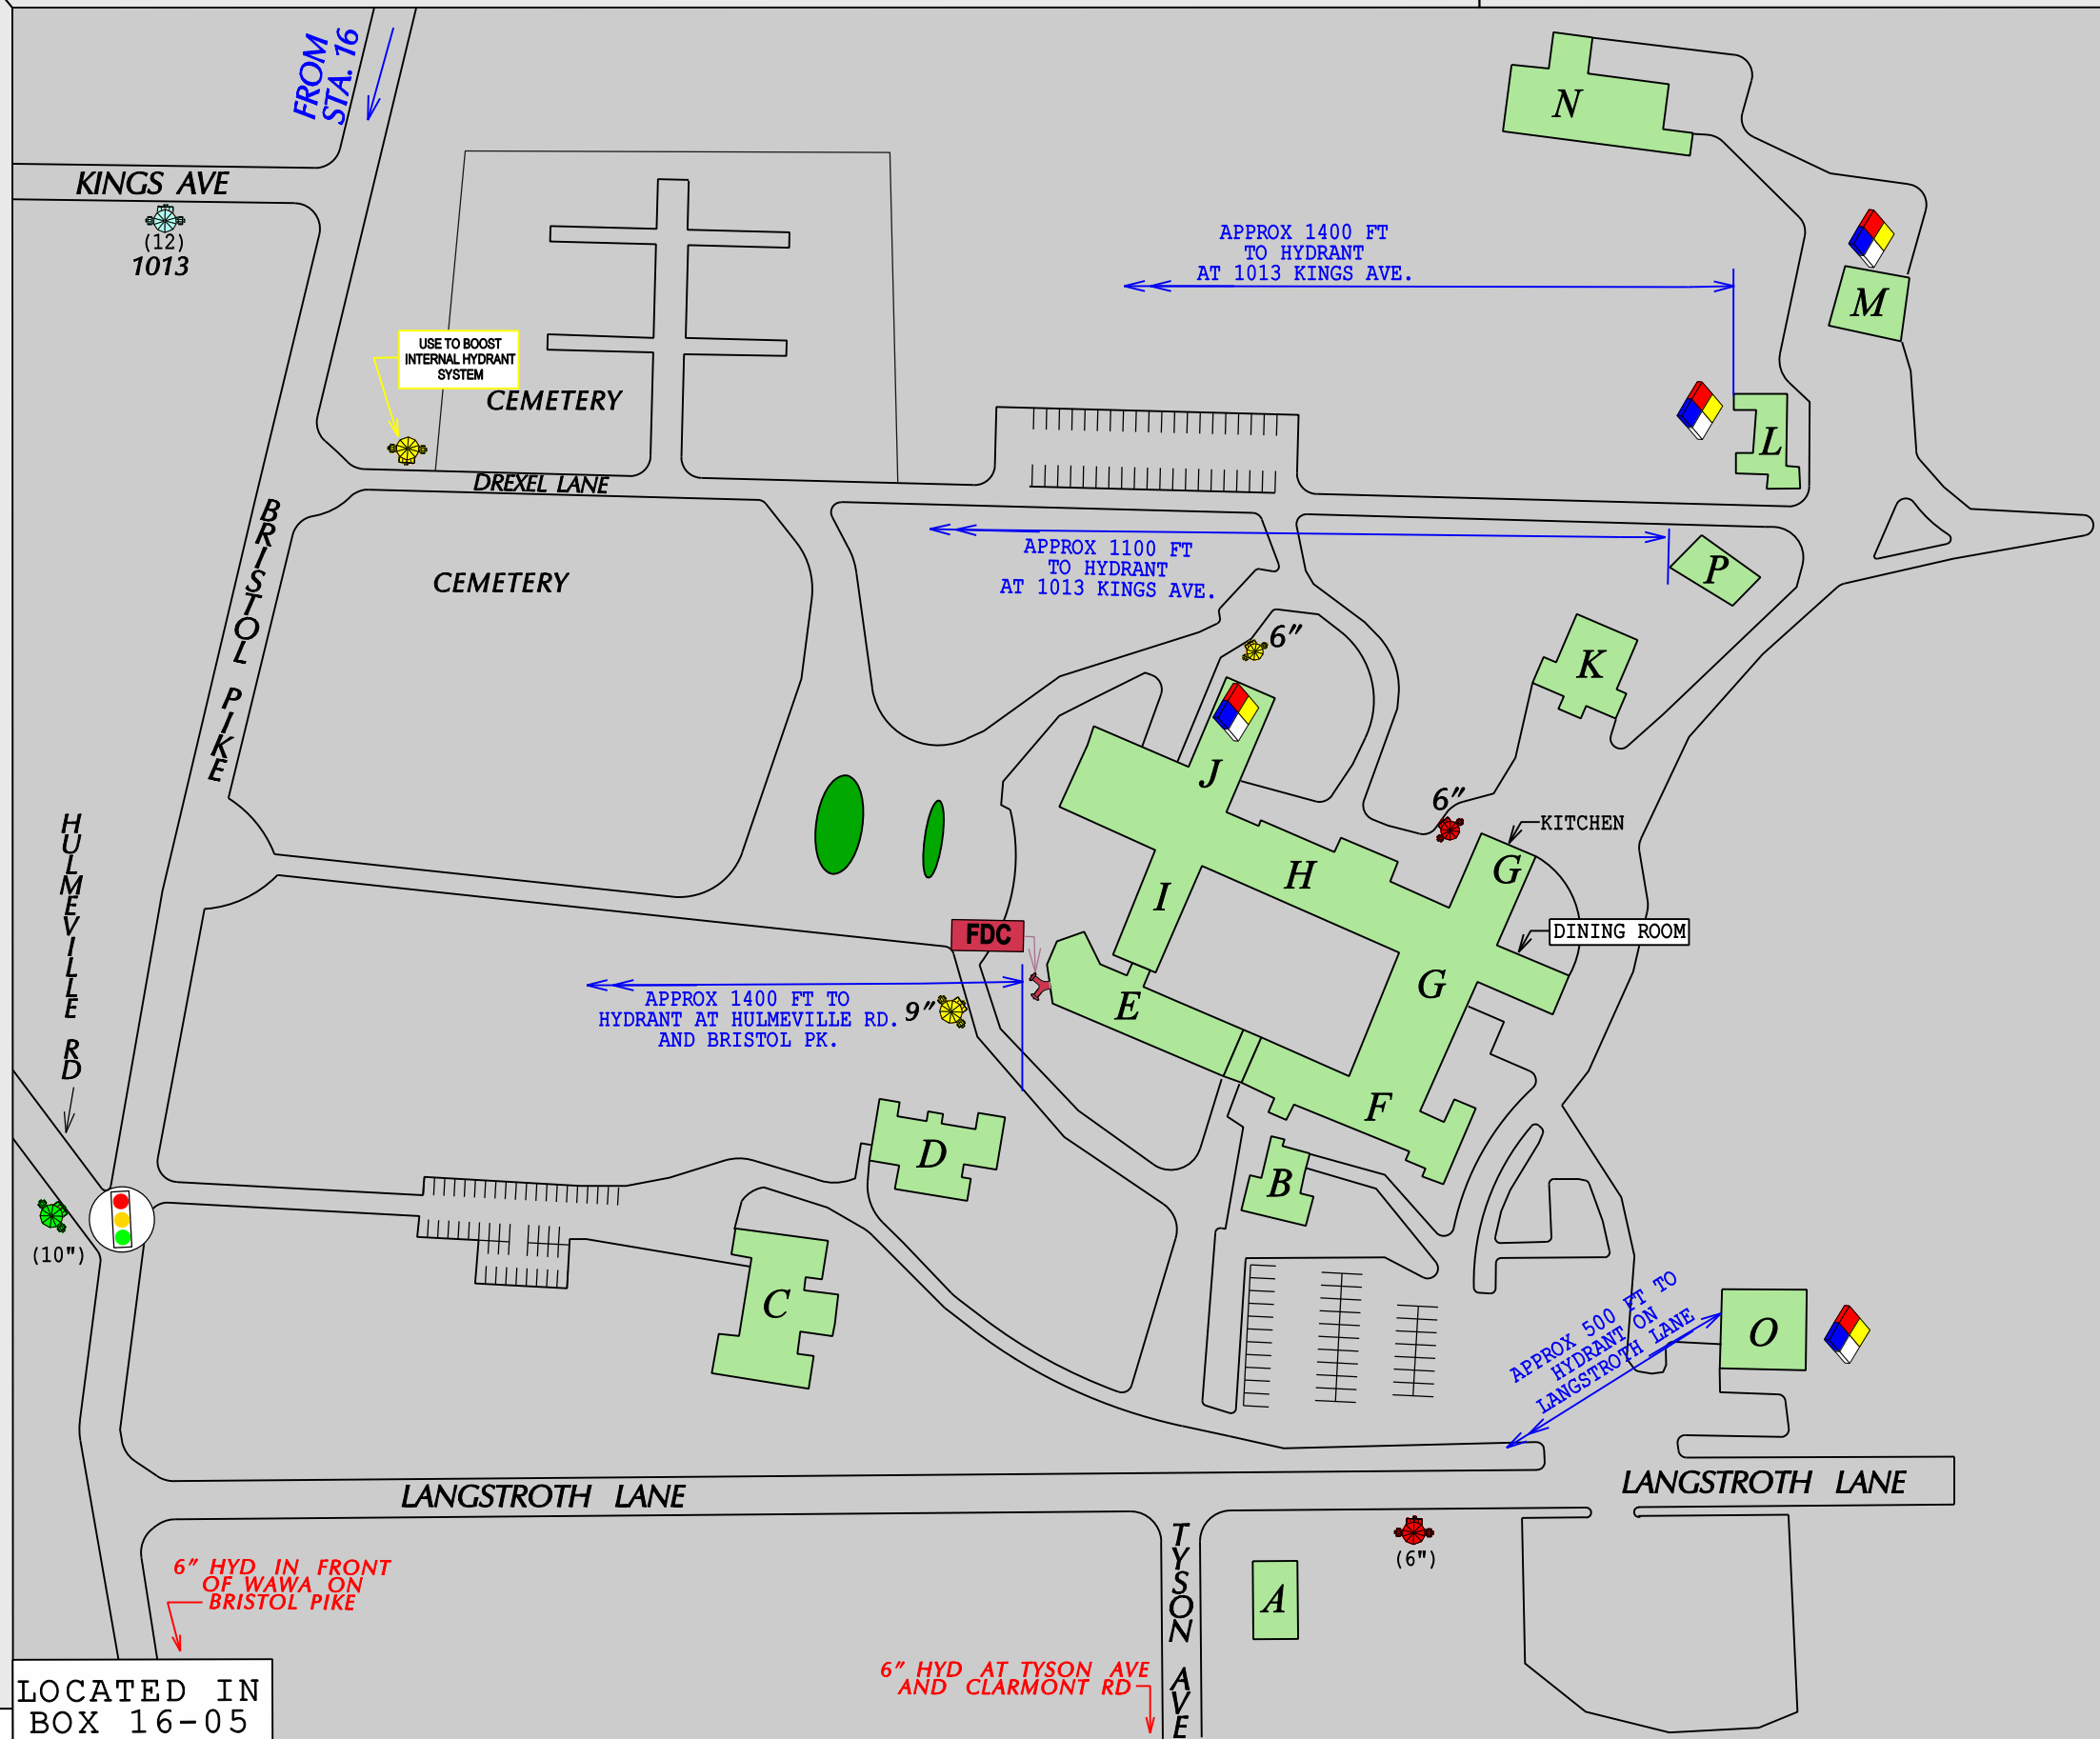 FROM
STA. 16
KINGS AVE
(12)
1013
USE TO BOOST
INTERNAL HYDRANT
SYSTEM
CEMETERY
DREXEL LANE
CEMETERY
BRISTOL PIKE
HULMEVILLE RD
N
APPROX 1400 FT
TO HYDRANT
AT 1013 KINGS AVE.
M
L
APPROX 1100 FT
TO HYDRANT
AT 1013 KINGS AVE.
P
6"
K
J
6"
KITCHEN
H
G
I
FDC
DINING ROOM
G
E
APPROX 1400 FT TO
HYDRANT AT HULMEVILLE RD.
AND BRISTOL PK.
9"
F
D
B
(10")
C
APPROX 500 FT TO
HYDRANT ON
LANGSTROTH LANE
O
LANGSTROTH LANE
LANGSTROTH LANE
TYSON AVE
(6")
A
6" HYD IN FRONT
OF WAWA ON
BRISTOL PIKE
6" HYD AT TYSON AVE
AND CLARMONT RD
LOCATED IN
BOX 16-05